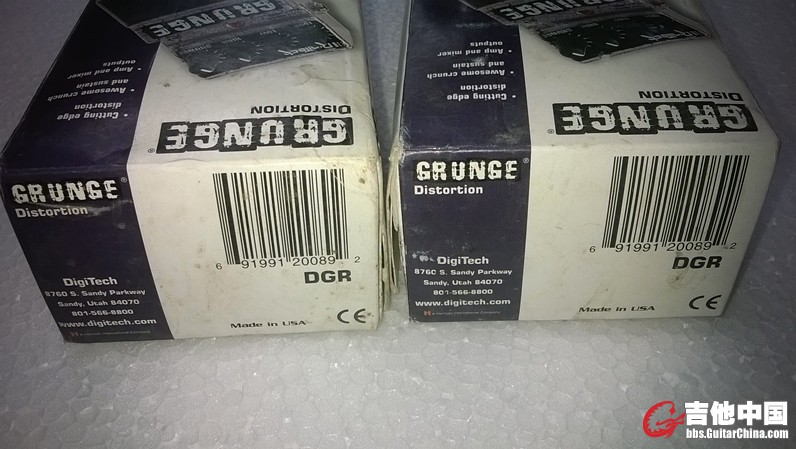 • Amp and mixer
outputs
• Awesome crunch
and sustain
• Cutting edge
distortion
GRUNGE®
DISTORTION
GRUNGE®
Distortion
6 91991 20089 2
DGR
DigiTech
8760 S. Sandy Parkway
Sandy, Utah 84070
801-566-8800
www.digitech.com
Made in USA
CE
• Amp and mixer
outputs
• Awesome crunch
and sustain
• Cutting edge
distortion
GRUNGE®
DISTORTION
GRUNGE®
Distortion
6 91991 20089 2
DGR
DigiTech
8760 S. Sandy Parkway
Sandy, Utah 84070
801-566-8800
www.digitech.com
H a Harman International Company
Made in USA
CE
吉他中国
bbs.GuitarChina.com